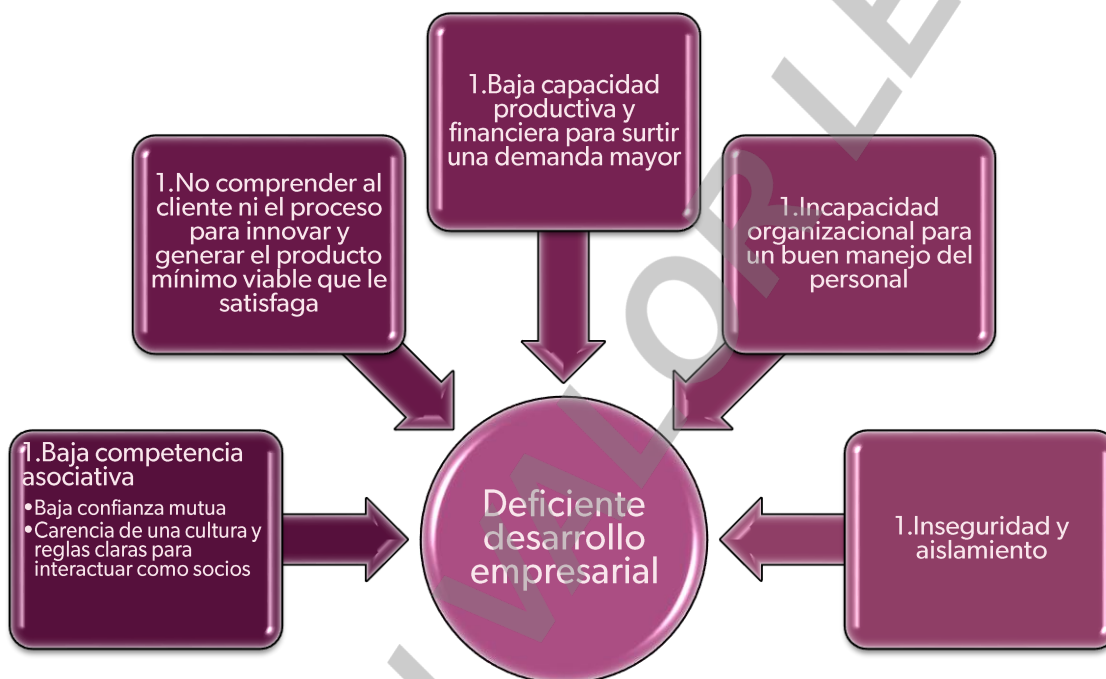 1.Baja capacidad
productiva y
financiera para surtir
una demanda mayor
1.No comprender al
cliente ni el proceso
para innovar y
generar el producto
mínimo viable que le
satisfaga
1.Incapacidad
organizacional para
un buen manejo del
personal
1.Baja competencia
asociativa
•Baja confianza mutua
•Carencia de una cultura y
reglas claras para
interactuar como socios
Deficiente
desarrollo
empresarial
1.Inseguridad y
aislamiento
VALOR LE